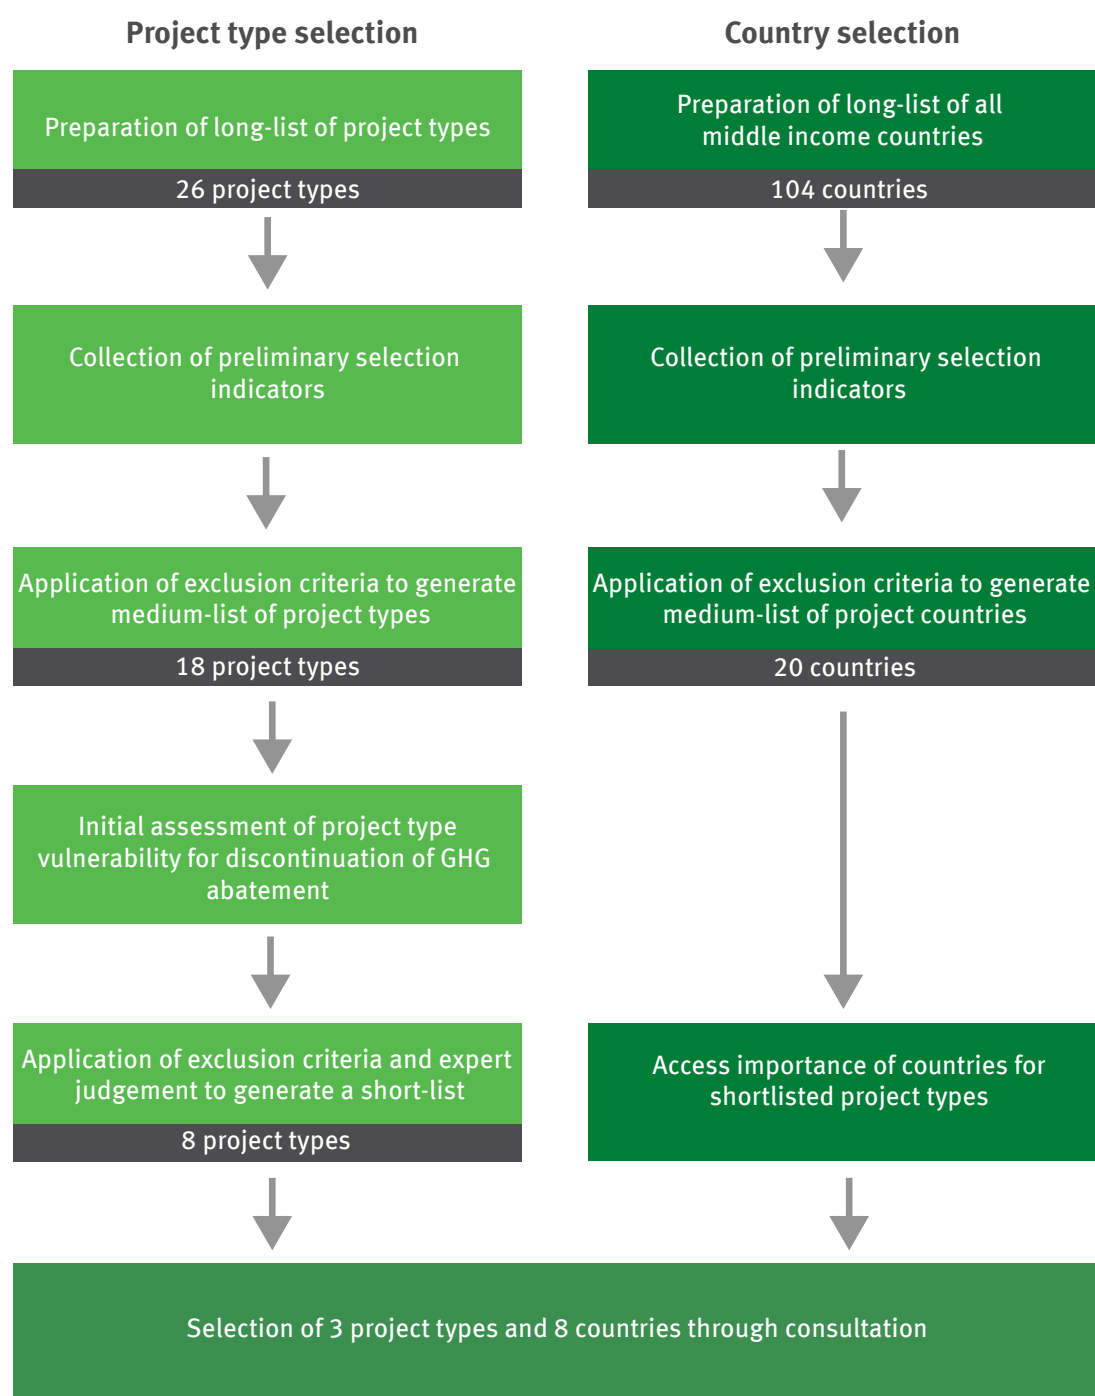 Project type selection
Preparation of long-list of project types
26 project types
Collection of preliminary selection
indicators
Application of exclusion criteria to generate
medium-list of project types
18 project types
Initial assessment of project type
vulnerability for discontinuation of GHG
abatement
Application of exclusion criteria and expert
judgement to generate a short-list
8 project types
Country selection
Preparation of long-list of all
middle income countries
104 countries
Collection of preliminary selection
indicators
Application of exclusion criteria to generate
medium-list of project countries
20 countries
Access importance of countries for
shortlisted project types
Selection of 3 project types and 8 countries through consultation